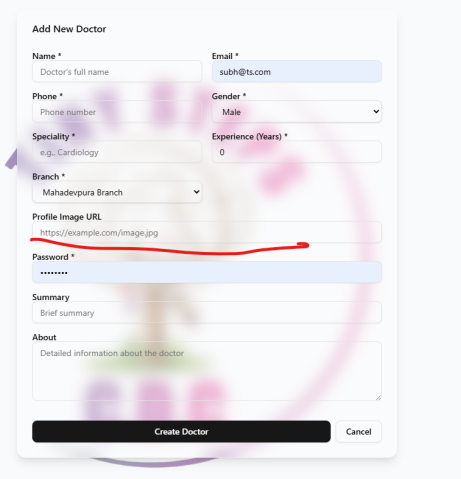 Add New Doctor
Name * Email *
Doctor's full name subh@ts.com
Phone * Gender *
Phone number Male
Speciality * Experience (Years) *
e.g., Cardiology 0
Branch *
Mahadevpura Branch
Profile Image URL
https://example.com/image.jpg
Password *
••••••••
Summary
Brief summary
About
Detailed information about the doctor
Create Doctor Cancel